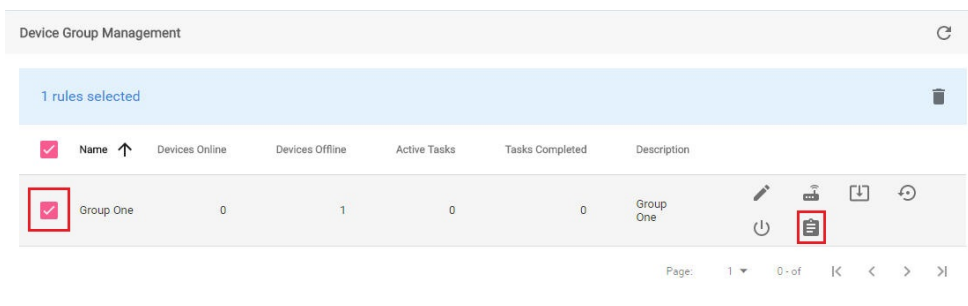 Device Group Management
1 rules selected
Name Devices Online Devices Offline Active Tasks Tasks Completed Description
Group One 0 1 0 0 Group
One
Page: 1 0 - of